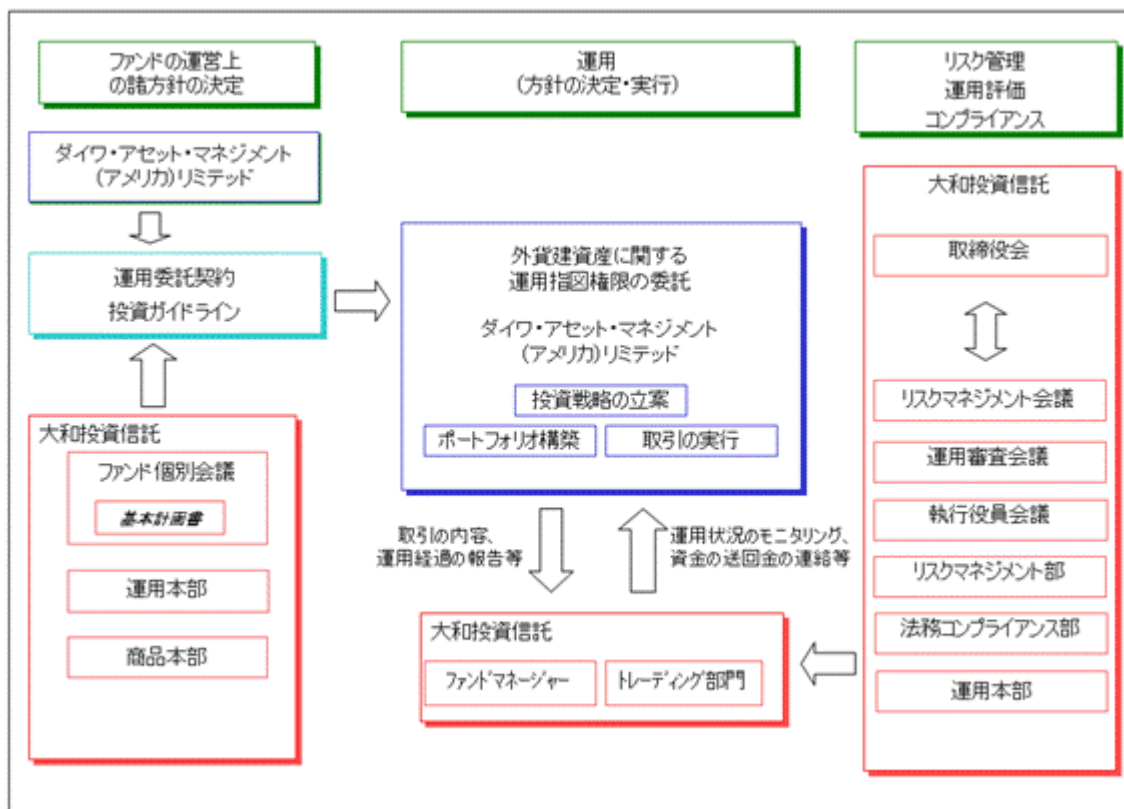 ファンドの運営上
の諸方針の決定
運用
(方針の決定・実行)
リスク管理
運用評価
コンプライアンス
ダイワ・アセット・マネジメント
(アメリカ)リミテッド
運用委託契約
投資ガイドライン
大和投資信託
ファンド個別会議
基本計画書
運用本部
商品本部
外貨建資産に関する
運用指図権限の委託
ダイワ・アセット・マネジメント
(アメリカ)リミテッド
投資戦略の立案
ポートフォリオ構築
取引の実行
取引の内容、
運用経過の報告等
運用状況のモニタリング、
資金の送回金の連絡等
大和投資信託
ファンドマネージャー
トレーディング部門
大和投資信託
取締役会
リスクマネジメント会議
運用審査会議
執行役員会議
リスクマネジメント部
法務コンプライアンス部
運用本部